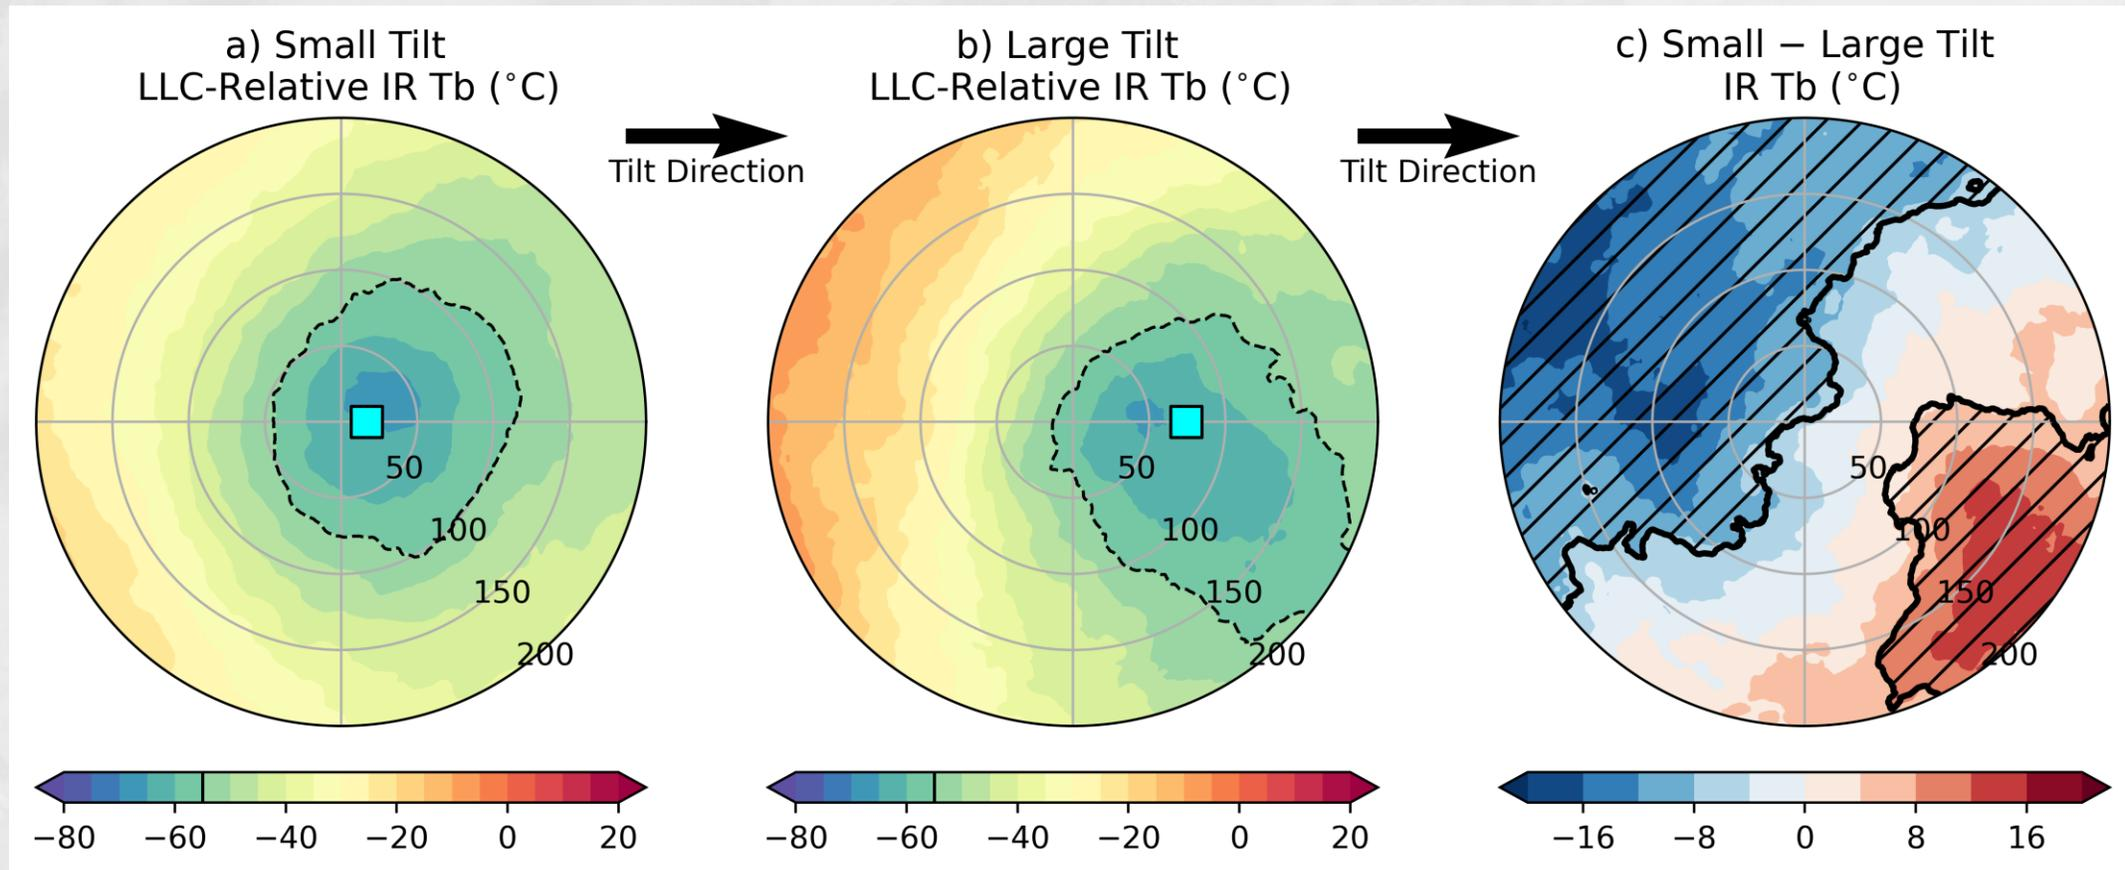 a) Small Tilt
LLC-Relative IR Tb (°C)
Tilt Direction
b) Large Tilt
LLC-Relative IR Tb (°C)
Tilt Direction
c) Small − Large Tilt
IR Tb (°C)
50
100
150
200
50
100
150
200
50
100
150
200
−80 −60 −40 −20 0 20
−80 −60 −40 −20 0 20
−16 −8 0 8 16